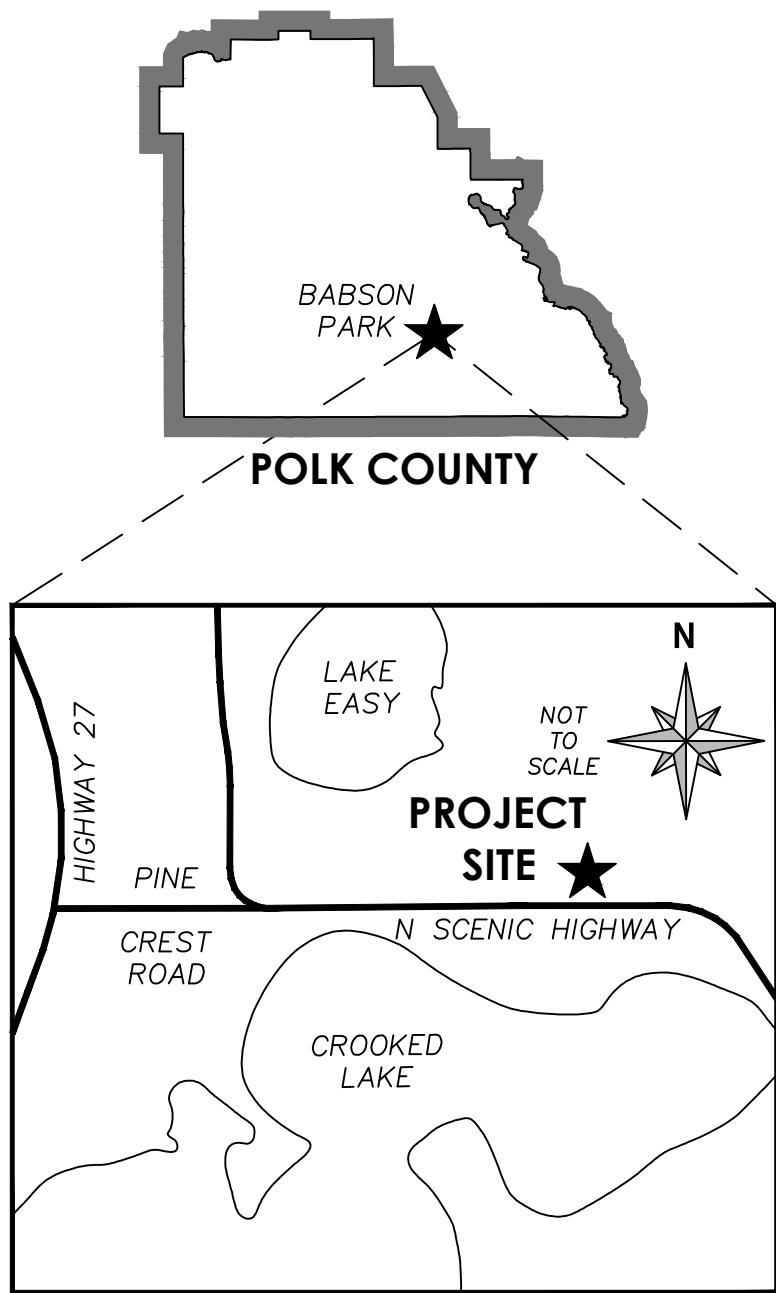 BABSON
PARK
POLK COUNTY
N
LAKE
EASY
NOT
TO
SCALE
HIGHWAY 27
PROJECT
SITE
PINE
CREST
ROAD
N SCENIC HIGHWAY
CROOKED
LAKE